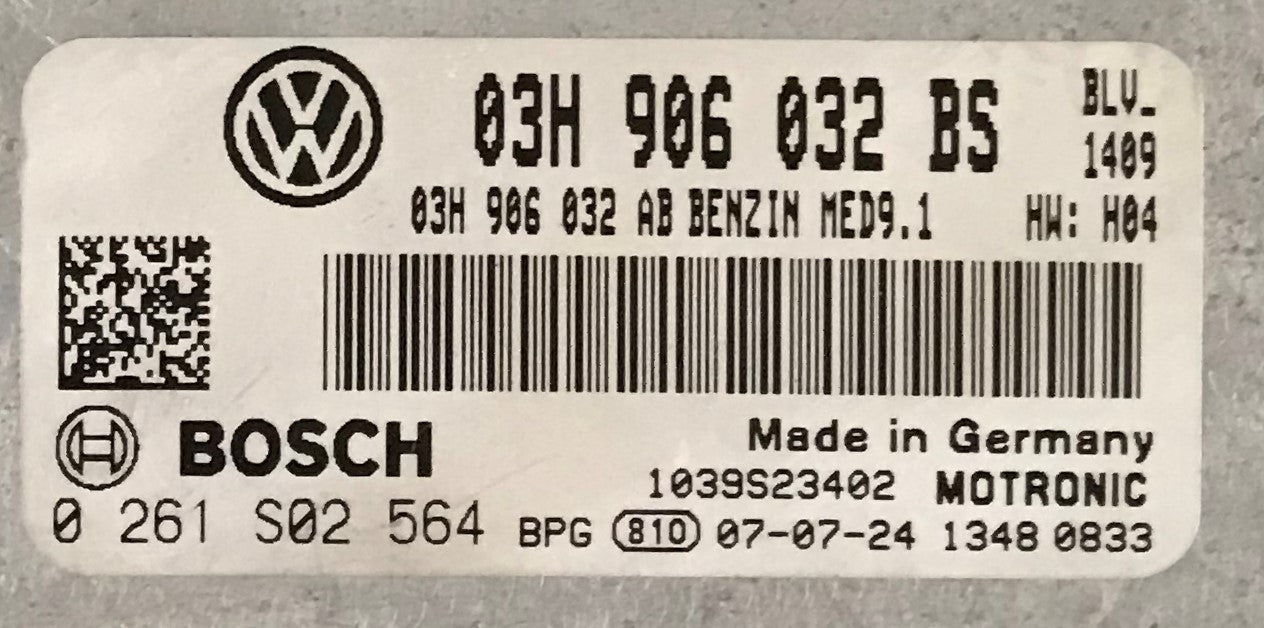 03H 906 032 BS BLV_
1409
03H 906 032 AB BENZIN MED9.1 HW: H04
BOSCH
Made in Germany
1039S23402 MOTRONIC
0 261 S02 564 BPG 810 07-07-24 1348 0833